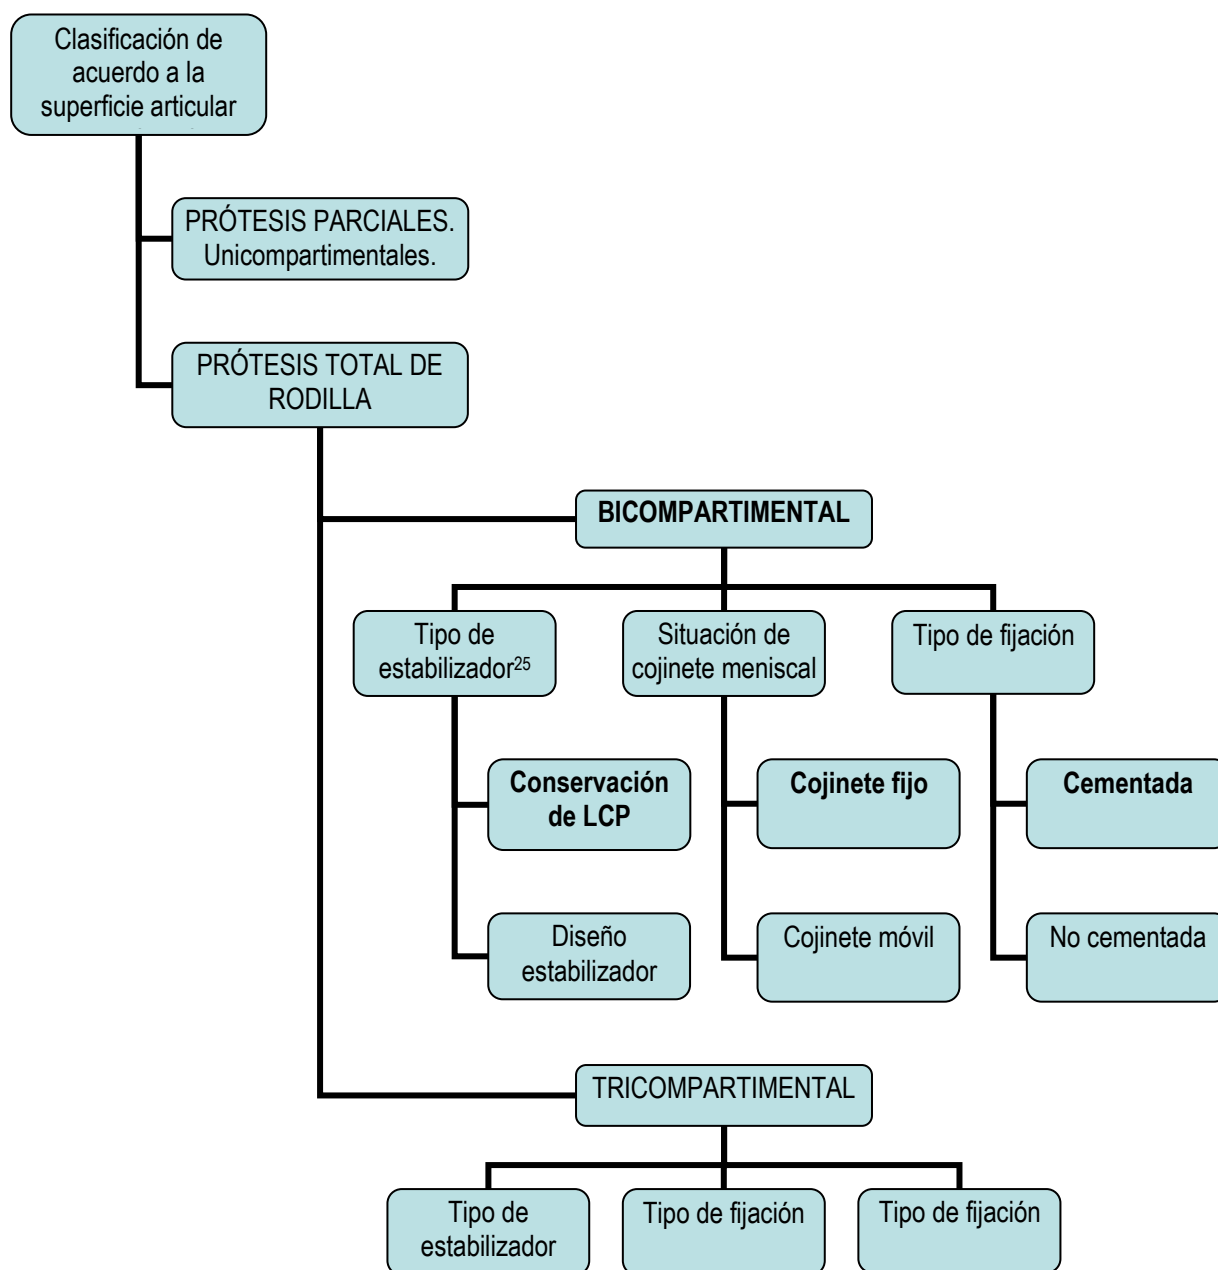 Clasificación de
acuerdo a la
superficie articular
PRÓTESIS PARCIALES.
Unicompartimentales.
PRÓTESIS TOTAL DE
RODILLA
BICOMPARTIMENTAL
Tipo de
estabilizador²⁵
Situación de
cojinete meniscal
Tipo de fijación
Conservación
de LCP
Cojinete fijo
Cementada
Diseño
estabilizador
Cojinete móvil
No cementada
TRICOMPARTIMENTAL
Tipo de
estabilizador
Tipo de fijación
Tipo de fijación